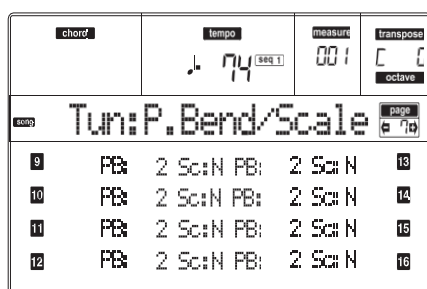 chord tempo measure transpose
74 seq 1 001
octave
song Tun:P.Bend/Scale page 7
9 PB: 2 Sc:N PB: 2 Sc:N 13
10 PB: 2 Sc:N PB: 2 Sc:N 14
11 PB: 2 Sc:N PB: 2 Sc:N 15
12 PB: 2 Sc:N PB: 2 Sc:N 16